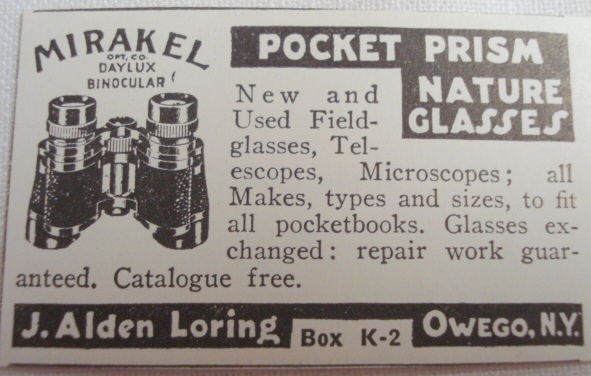 MIRAKEL
OPT. CO.
DAYLUX
BINOCULAR
POCKET PRISM
NATURE
GLASSES
New and
Used Field-
glasses, Tel-
escopes, Microscopes; all
Makes, types and sizes, to fit
all pocketbooks. Glasses ex-
changed: repair work guar-
anteed. Catalogue free.
J. Alden Loring Box K-2 OWEGO, N.Y.